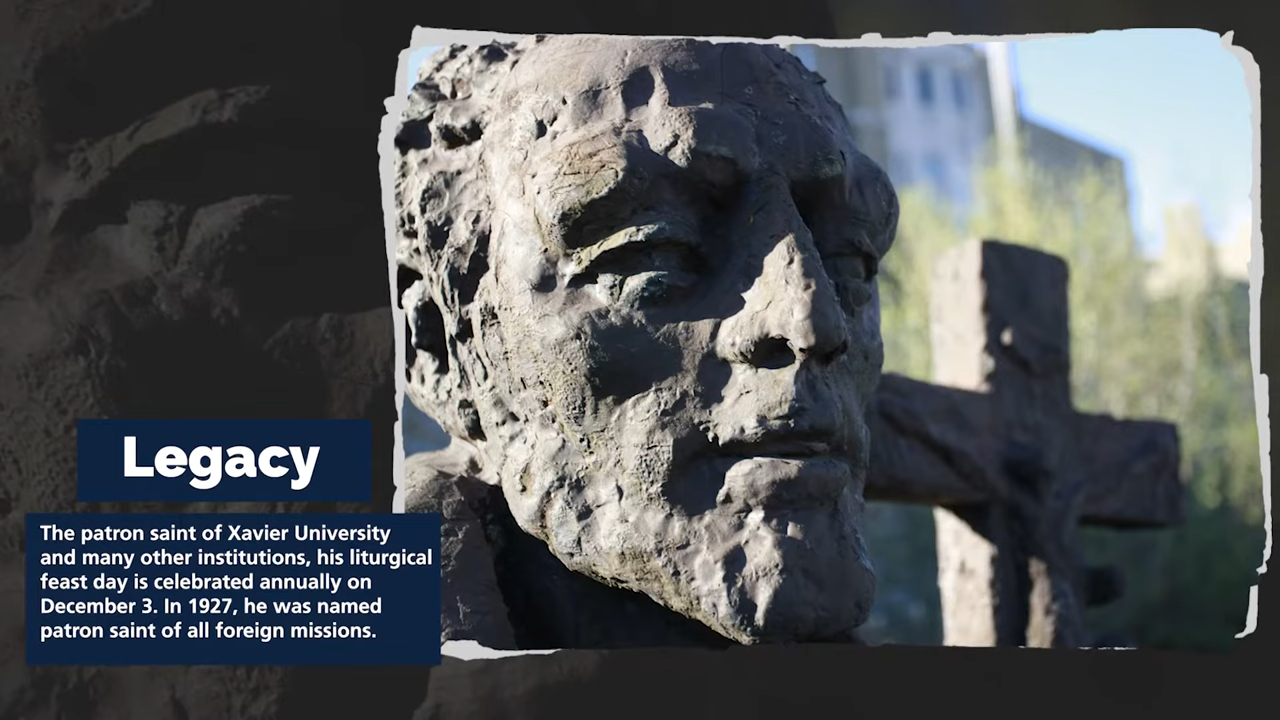 Legacy
The patron saint of Xavier University
and many other institutions, his liturgical
feast day is celebrated annually on
December 3. In 1927, he was named
patron saint of all foreign missions.